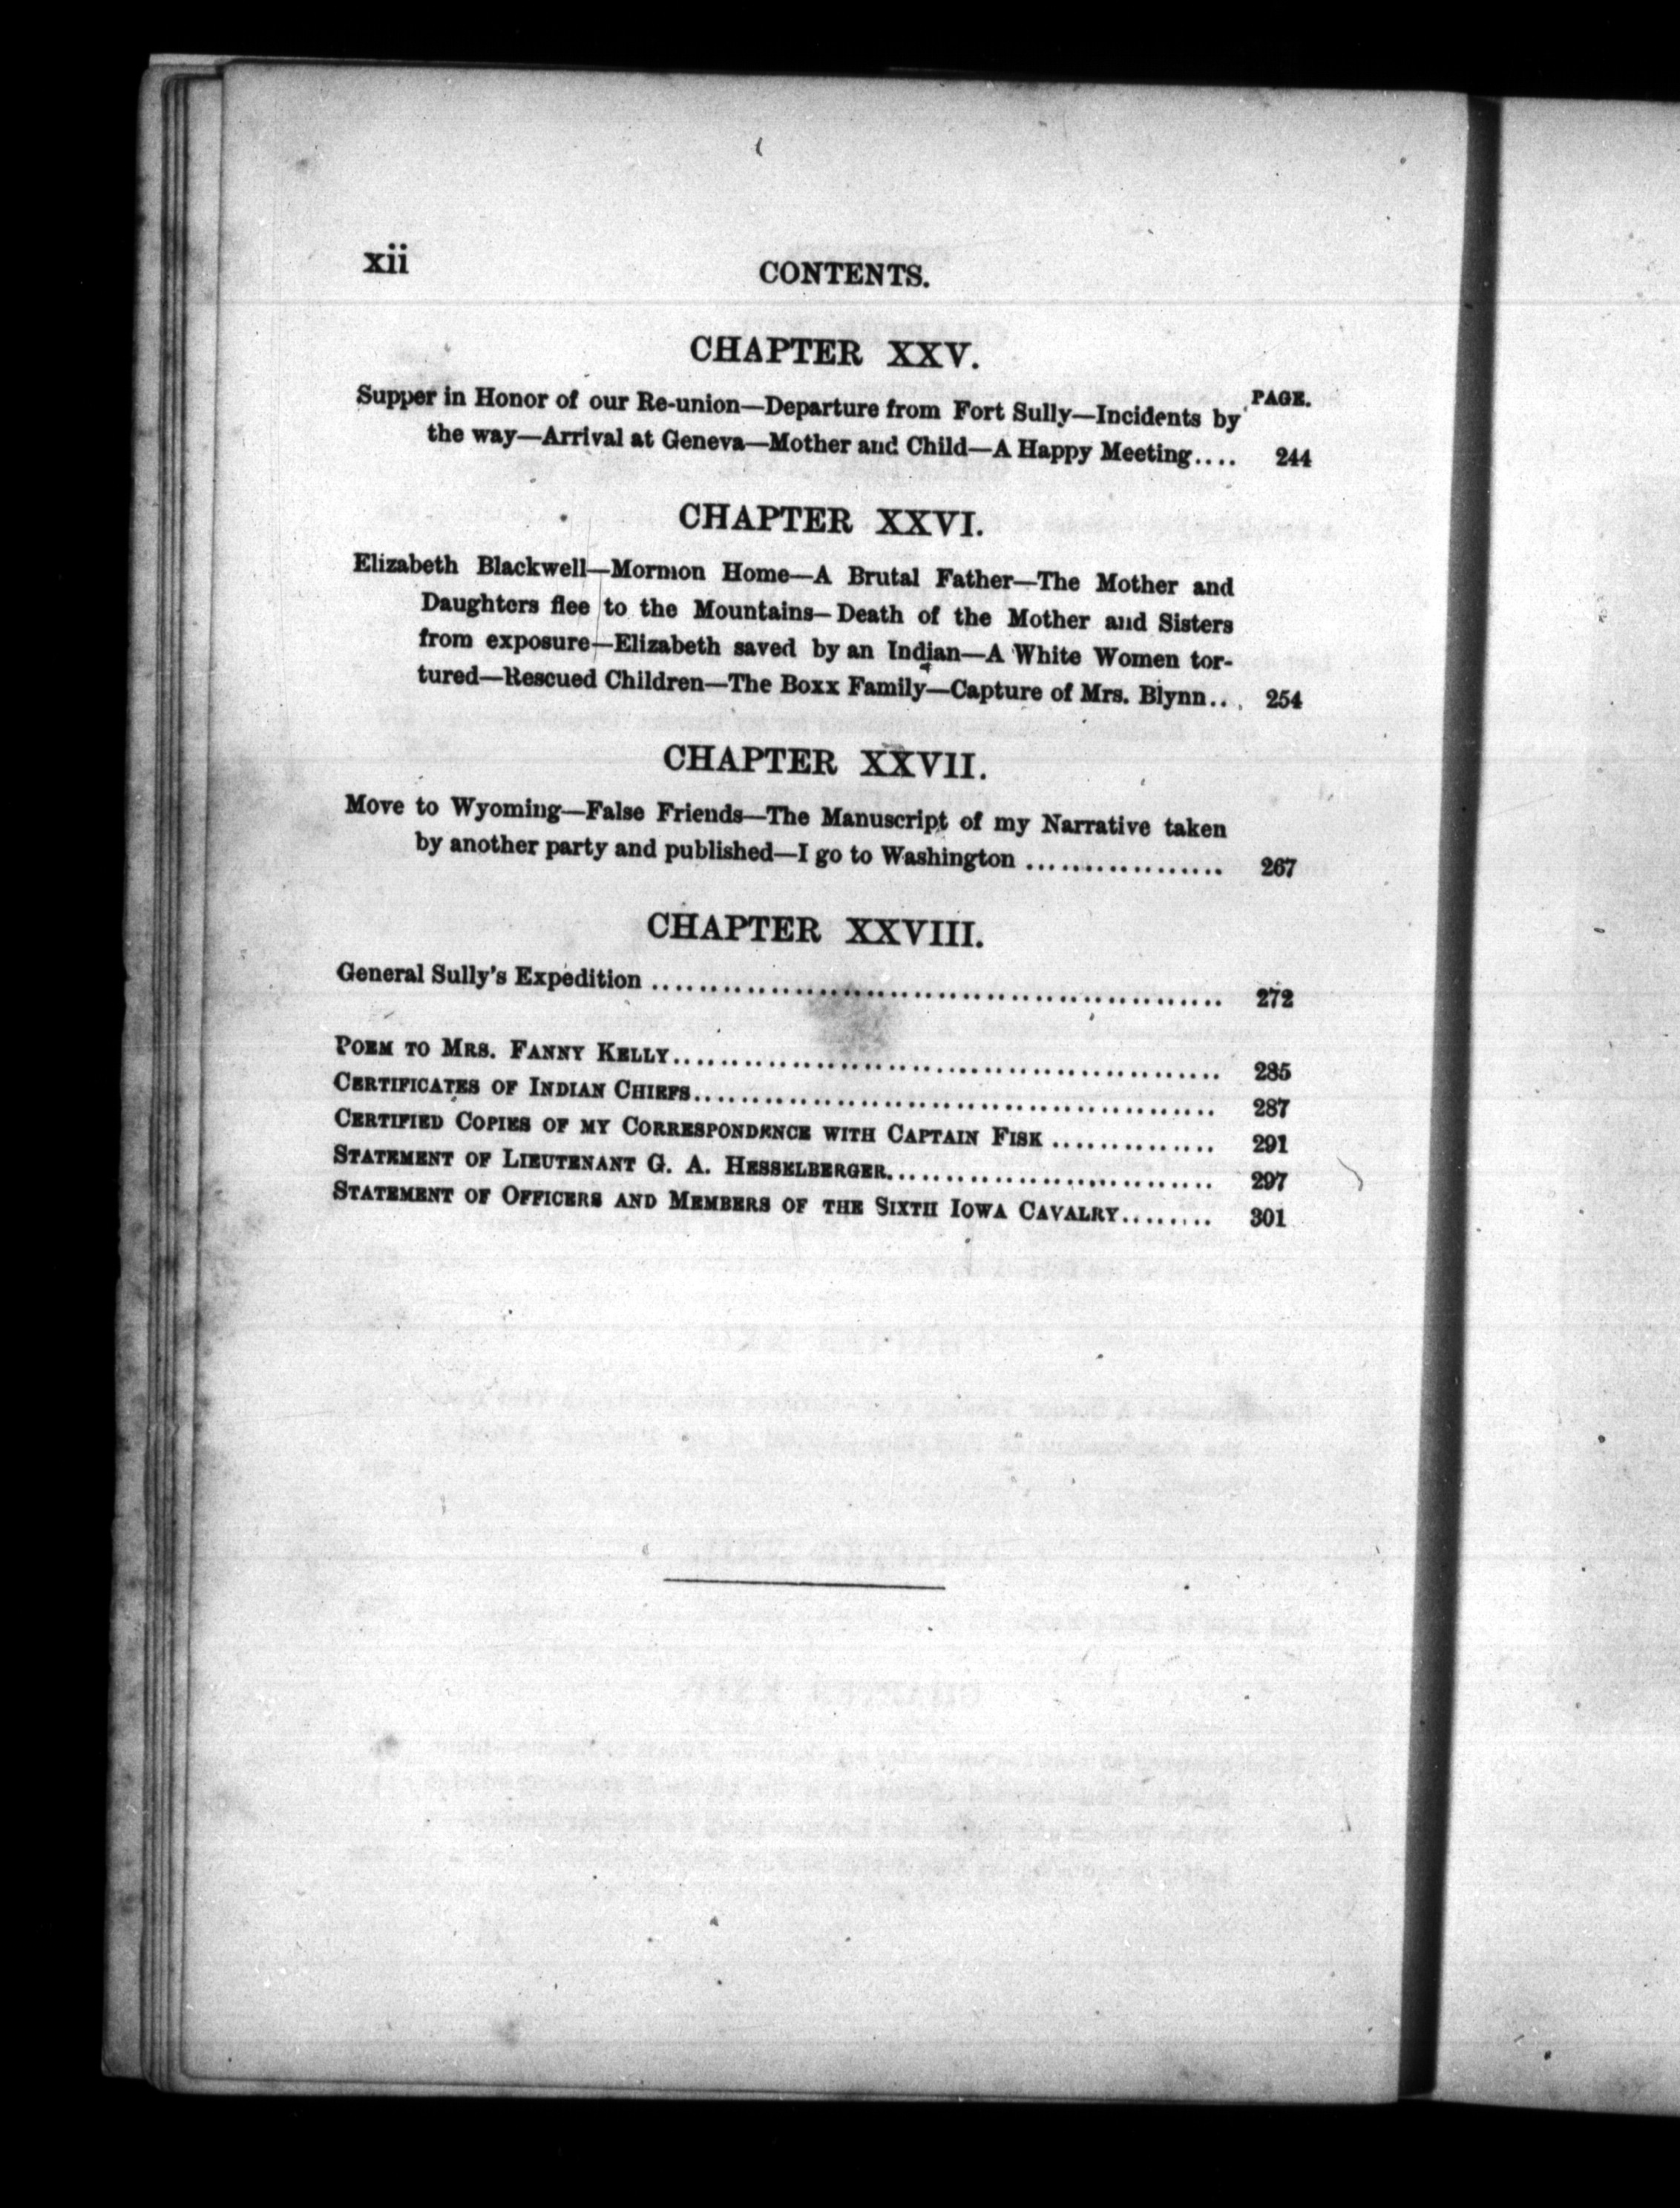 xii
CONTENTS.
CHAPTER XXV.
PAGE.
Supper in Honor of our Re-union—Departure from Fort Sully—Incidents by
the way—Arrival at Geneva—Mother and Child—A Happy Meeting.... 244
CHAPTER XXVI.
Elizabeth Blackwell—Mormon Home—A Brutal Father—The Mother and
Daughters flee to the Mountains—Death of the Mother and Sisters
from exposure—Elizabeth saved by an Indian—A White Women tor-
tured—Rescued Children—The Boxx Family—Capture of Mrs. Blynn... 254
CHAPTER XXVII.
Move to Wyoming—False Friends—The Manuscript of my Narrative taken
by another party and published—I go to Washington ................. 267
CHAPTER XXVIII.
General Sully's Expedition ................................................ 272
POEM TO MRS. FANNY KELLY.............................................. 285
CERTIFICATES OF INDIAN CHIEFS............................................ 287
CERTIFIED COPIES OF MY CORRESPONDENCE WITH CAPTAIN FISK .............. 291
STATEMENT OF LIEUTENANT G. A. HESSELBERGER............................ 297
STATEMENT OF OFFICERS AND MEMBERS OF THE SIXTH IOWA CAVALRY........ 301